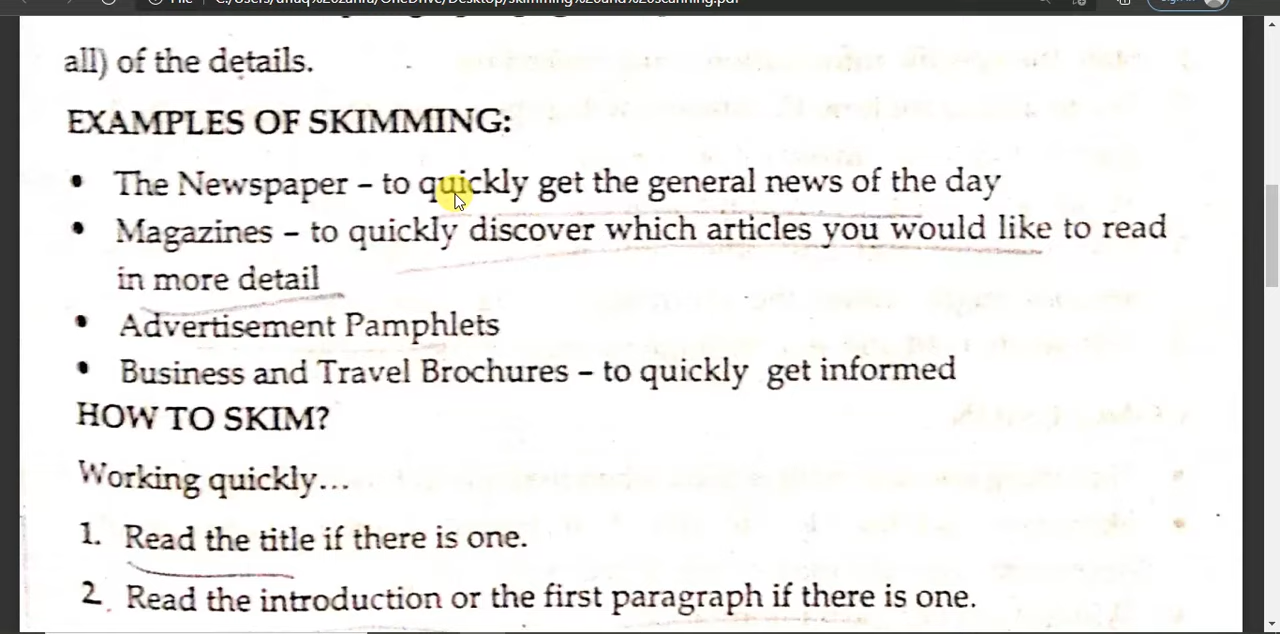 all) of the details.
EXAMPLES OF SKIMMING:
• The Newspaper – to quickly get the general news of the day
• Magazines – to quickly discover which articles you would like to read
in more detail
• Advertisement Pamphlets
• Business and Travel Brochures – to quickly get informed
HOW TO SKIM?
Working quickly...
1. Read the title if there is one.
2. Read the introduction or the first paragraph if there is one.